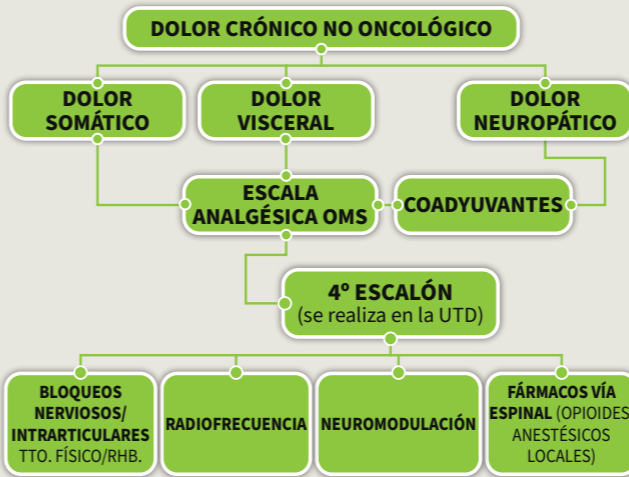 DOLOR CRÓNICO NO ONCOLÓGICO
DOLOR
SOMÁTICO
DOLOR
VISCERAL
DOLOR
NEUROPÁTICO
ESCALA
ANALGÉSICA OMS
COADYUVANTES
4º ESCALÓN
(se realiza en la UTD)
BLOQUEOS
NERVIOSOS/
INTRARTICULARES
TTO. FÍSICO/RHB.
RADIOFRECUENCIA
NEUROMODULACIÓN
FÁRMACOS VÍA
ESPINAL (OPIOIDES
ANESTÉSICOS
LOCALES)